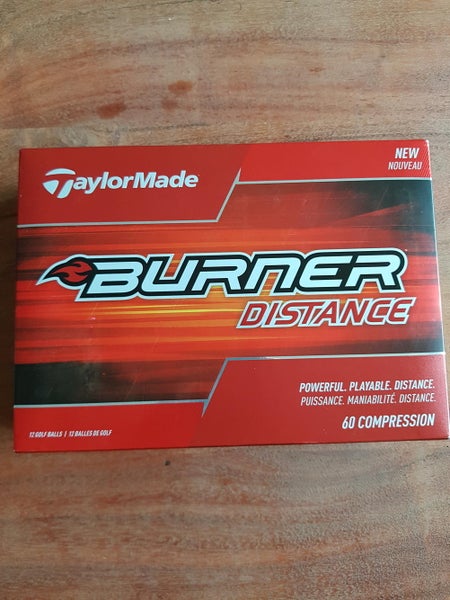 TaylorMade
NEW
NOUVEAU
BURNER
DISTANCE
POWERFUL. PLAYABLE. DISTANCE.
PUISSANCE. MANIABILITÉ. DISTANCE.
60 COMPRESSION
12 GOLF BALLS | 12 BALLES DE GOLF